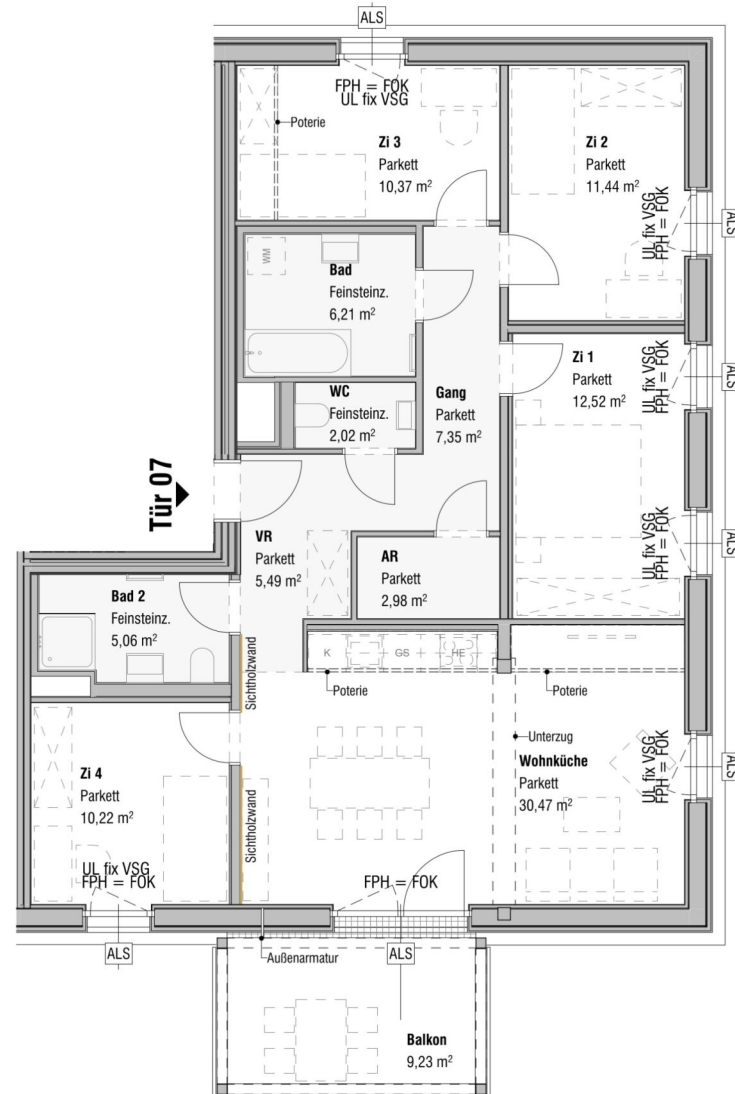 ALS
FPH = FOK
UL fix VSG
Poterie
Zi 3
Parkett
10,37 m²
Zi 2
Parkett
11,44 m²
UL fix VSG
FPH = FOK
ALS
WM
Bad
Feinsteinz.
6,21 m²
Zi 1
Parkett
12,52 m²
UL fix VSG
FPH = FOK
ALS
WC
Feinsteinz.
2,02 m²
Gang
Parkett
7,35 m²
Tür 07
VR
Parkett
5,49 m²
AR
Parkett
2,98 m²
UL fix VSG
FPH = FOK
ALS
Bad 2
Feinsteinz.
5,06 m²
Sichtholzwand
K
GS
HE
Poterie
Poterie
Unterzug
Wohnküche
Parkett
30,47 m²
UL fix VSG
FPH = FOK
ALS
Zi 4
Parkett
10,22 m²
Sichtholzwand
UL fix VSG
FPH = FOK
FPH = FOK
ALS
Außenarmatur
ALS
Balkon
9,23 m²